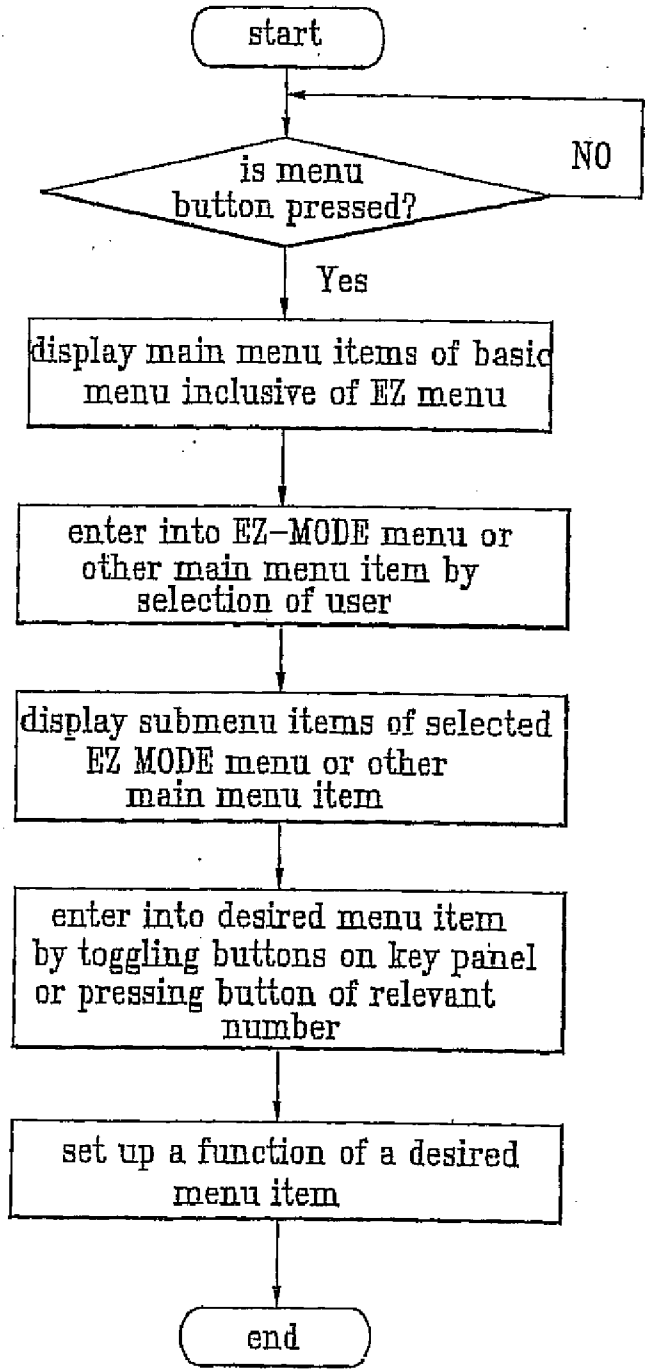 start
NO
is menu
button pressed?
Yes
display main menu items of basic
menu inclusive of EZ menu
enter into EZ-MODE menu or
other main menu item by
selection of user
display submenu items of selected
EZ MODE menu or other
main menu item
enter into desired menu item
by toggling buttons on key panel
or pressing button of relevant
number
set up a function of a desired
menu item
end